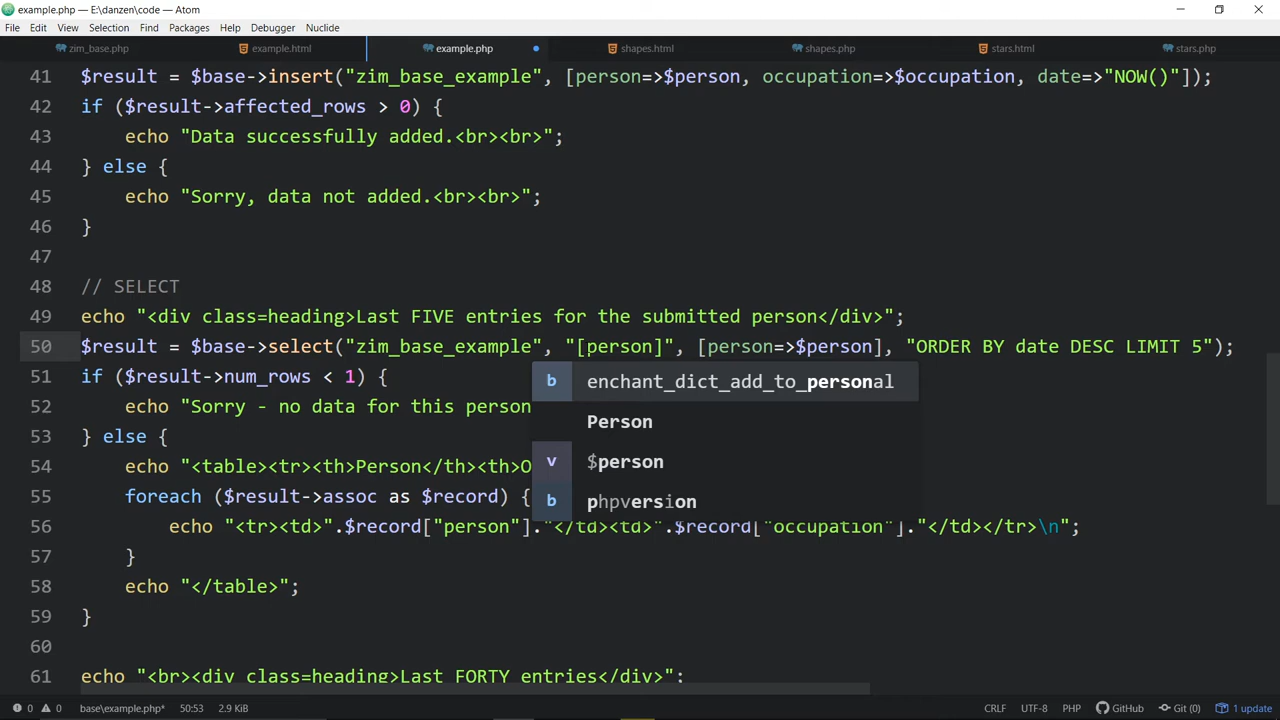 example.php — E:\danzen\code — Atom
File Edit View Selection Find Packages Help Debugger Nuclide
zim_base.php example.html example.php shapes.html shapes.php stars.html stars.php
41 $result = $base->insert("zim_base_example", [person=>$person, occupation=>$occupation, date=>"NOW()"]);
42 if ($result->affected_rows > 0) {
43 echo "Data successfully added.<br><br>";
44 } else {
45 echo "Sorry, data not added.<br><br>";
46 }
47
48 // SELECT
49 echo "<div class=heading>Last FIVE entries for the submitted person</div>";
50 $result = $base->select("zim_base_example", "[person]", [person=>$person], "ORDER BY date DESC LIMIT 5");
51 if ($result->num_rows < 1) {
b enchant_dict_add_to_personal
52 echo "Sorry - no data for this person
Person
53 } else {
v $person
54 echo "<table><tr><th>Person</th><th>O
55 foreach ($result->assoc as $record) {
b phpversion
56 echo "<tr><td>".$record["person"]."</td><td>".$record["occupation"]."</td></tr>\n";
57 }
58 echo "</table>";
59 }
60
61 echo "<br><div class=heading>Last FORTY entries</div>";
0 0 50:53 base\example.php* 2.9 KiB CRLF UTF-8 PHP GitHub Git (0) 1 update